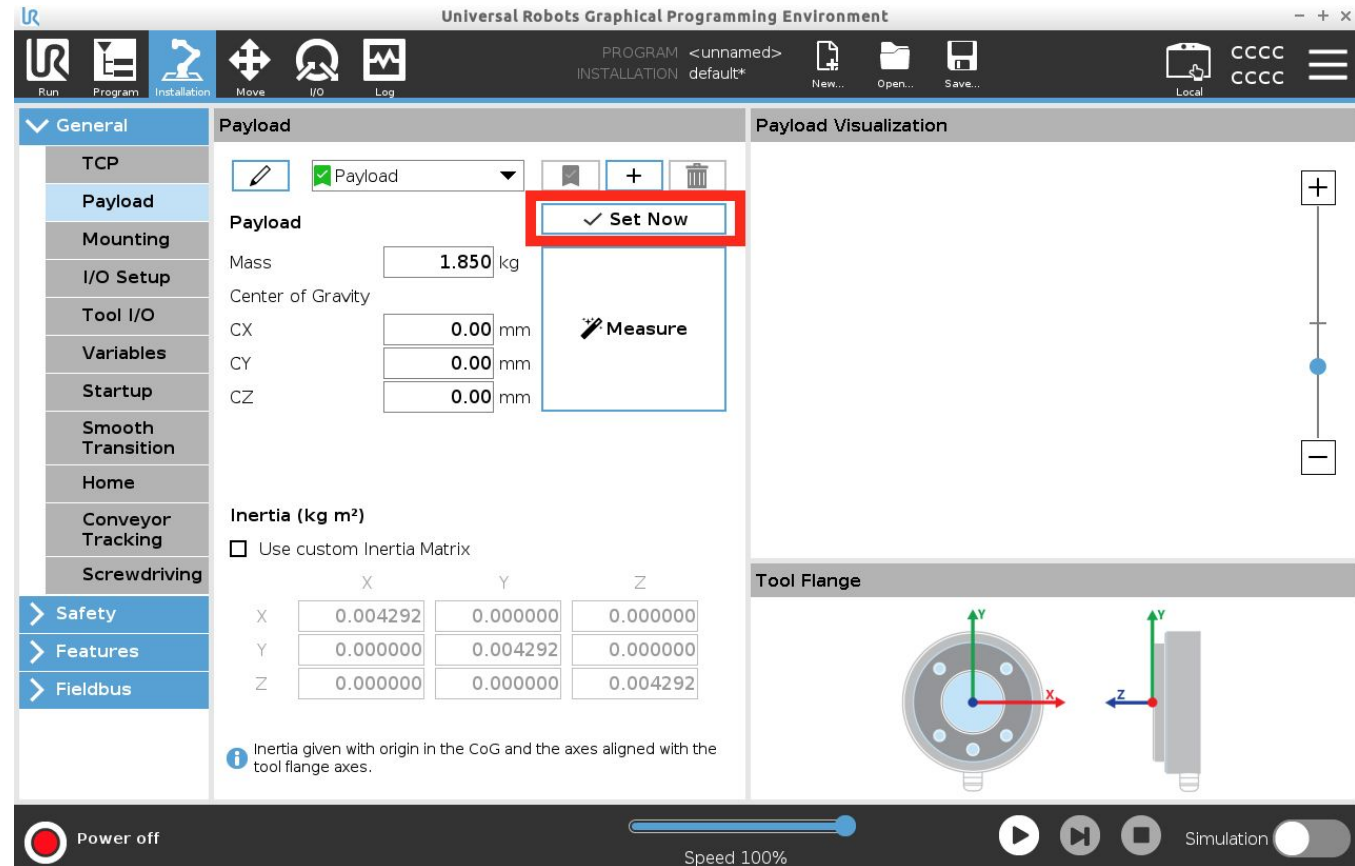 UR
Universal Robots Graphical Programming Environment
UR
Run
Program
Installation
Move
I/O
Log
PROGRAM <unnamed>
INSTALLATION default*
New...
Open...
Save...
Local
CCCC
CCCC
General
TCP
Payload
Mounting
I/O Setup
Tool I/O
Variables
Startup
Smooth
Transition
Home
Conveyor
Tracking
Screwdriving
Safety
Features
Fieldbus
Payload
Payload
+
Payload
Set Now
Mass 1.850 kg
Center of Gravity
CX 0.00 mm
CY 0.00 mm
CZ 0.00 mm
Measure
Inertia (kg m²)
Use custom Inertia Matrix
X Y Z
X 0.004292 0.000000 0.000000
Y 0.000000 0.004292 0.000000
Z 0.000000 0.000000 0.004292
Inertia given with origin in the CoG and the axes aligned with the
tool flange axes.
Payload Visualization
+
−
Tool Flange
Y
X
Y
Z
Power off
Speed 100%
Simulation